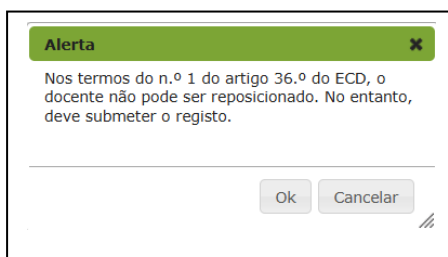 Alerta
Nos termos do n.º 1 do artigo 36.º do ECD, o
docente não pode ser reposicionado. No entanto,
deve submeter o registo.
Ok Cancelar